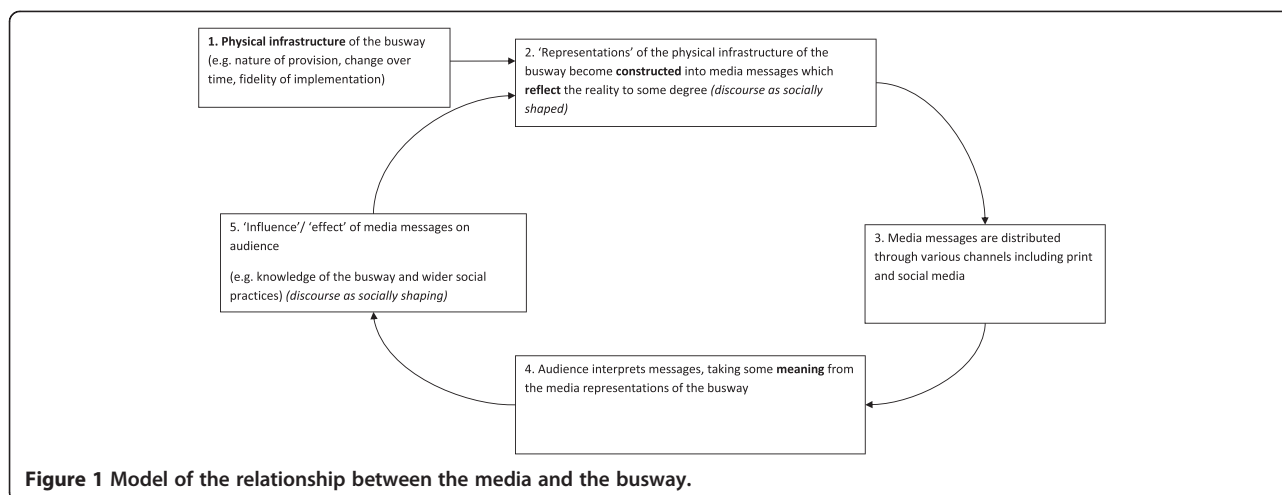 1. Physical infrastructure of the busway
(e.g. nature of provision, change over
time, fidelity of implementation)
2. ‘Representations’ of the physical infrastructure of the
busway become constructed into media messages which
reflect the reality to some degree (discourse as socially
shaped)
3. Media messages are distributed
through various channels including print
and social media
4. Audience interprets messages, taking some meaning from
the media representations of the busway
5. ‘Influence’/ ‘effect’ of media messages on
audience
(e.g. knowledge of the busway and wider social
practices) (discourse as socially shaping)
Figure 1 Model of the relationship between the media and the busway.